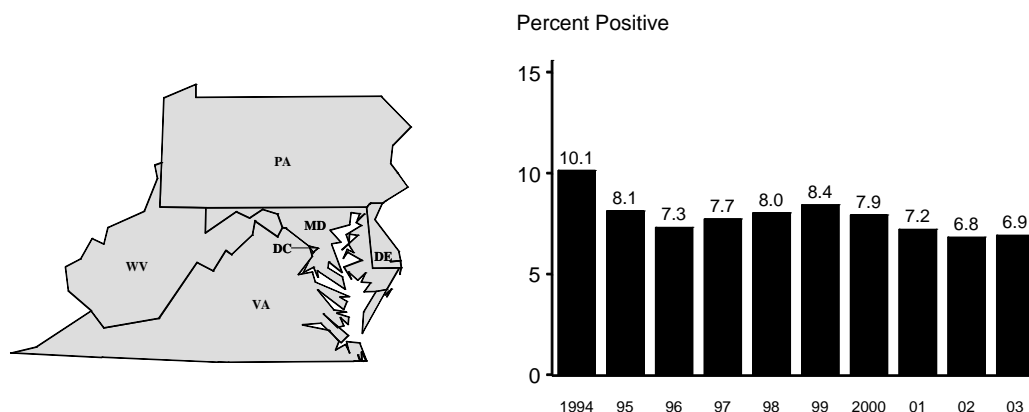 Percent Positive
PA
MD
DC
DE
WV
VA
15
10
5
0
10.1 8.1 7.3 7.7 8.0 8.4 7.9 7.2 6.8 6.9
1994 95 96 97 98 99 2000 01 02 03